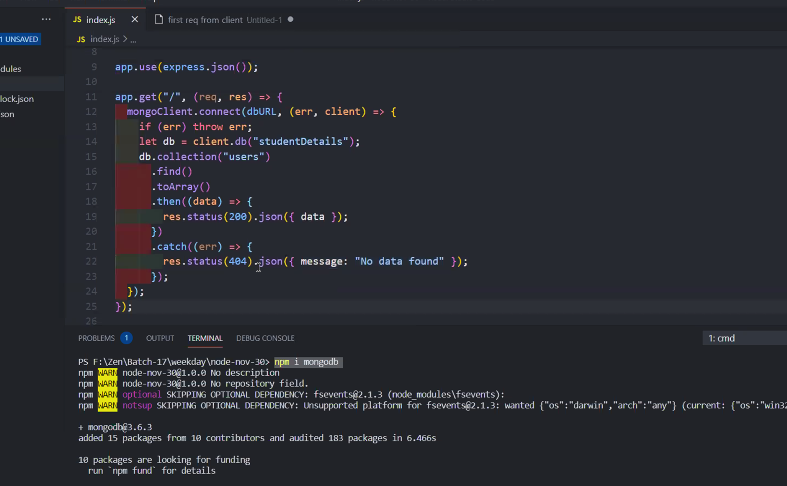 JS index.js ×
first req from client Untitled-1 ●
1 UNSAVED
JS index.js > ...
dules
lock.json
son
8
9 app.use(express.json());
10
11 app.get("/", (req, res) => {
12 mongoClient.connect(dbURL, (err, client) => {
13 if (err) throw err;
14 let db = client.db("studentDetails");
15 db.collection("users")
16 .find()
17 .toArray()
18 .then((data) => {
19 res.status(200).json({ data });
20 })
21 .catch((err) => {
22 res.status(404).json({ message: "No data found" });
23 });
24 });
25 });
26
PROBLEMS 1 OUTPUT TERMINAL DEBUG CONSOLE 1: cmd
PS F:\Zen\Batch-17\weekday\node-nov-30> npm i mongodb
npm WARN node-nov-30@1.0.0 No description
npm WARN node-nov-30@1.0.0 No repository field.
npm WARN optional SKIPPING OPTIONAL DEPENDENCY: fsevents@2.1.3 (node_modules\fsevents):
npm WARN notsup SKIPPING OPTIONAL DEPENDENCY: Unsupported platform for fsevents@2.1.3: wanted {"os":"darwin","arch":"any"} (current: {"os":"win32
+ mongodb@3.6.3
added 15 packages from 10 contributors and audited 183 packages in 6.466s
10 packages are looking for funding
run `npm fund` for details